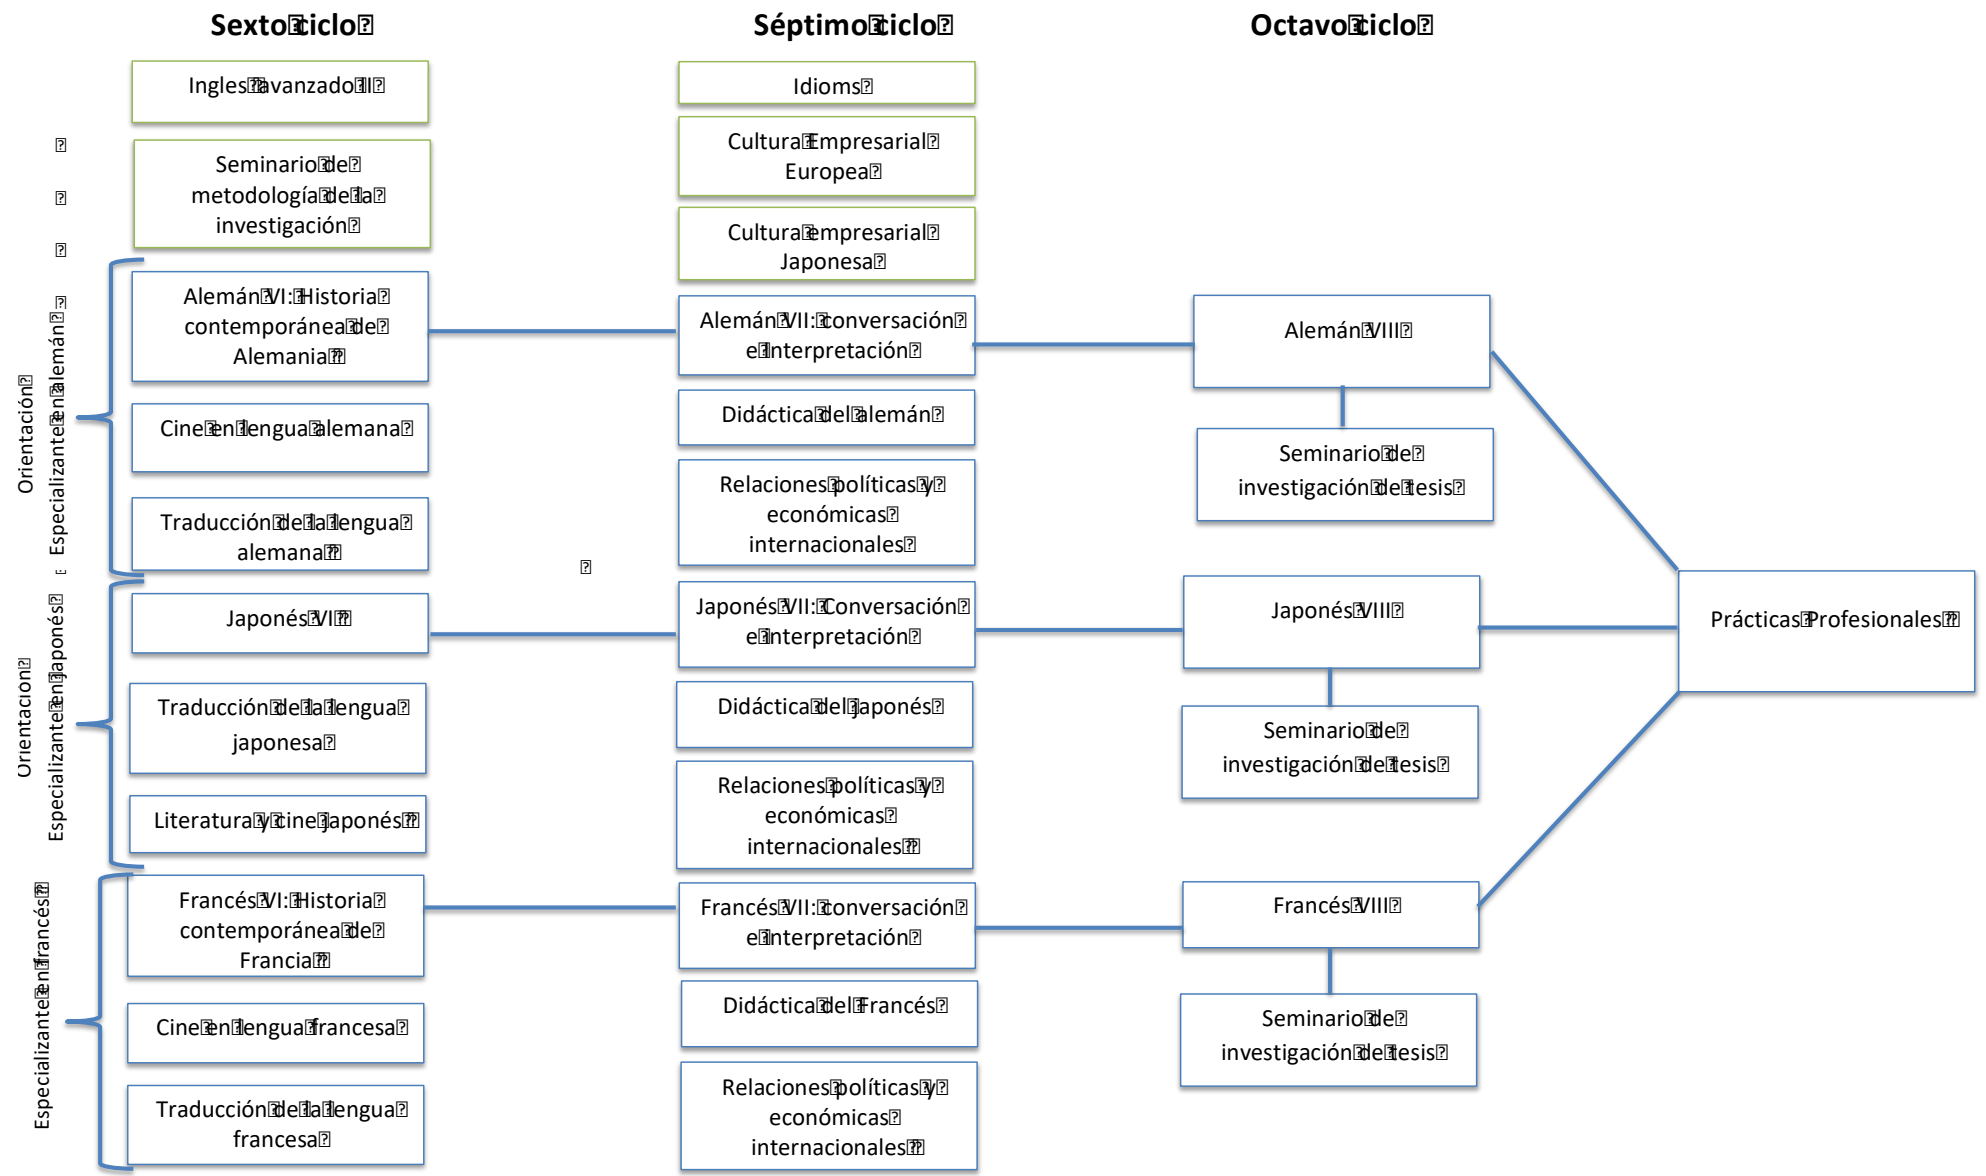 Sexto ciclo
Séptimo ciclo
Octavo ciclo
Ingles avanzado II
Seminario de
metodología de la
investigación
Orientación
Especializante en alemán
Alemán VI: Historia
contemporánea de
Alemania
Cine en lengua alemana
Traducción de la lengua
alemana
Orientación
Especializante en japonés
Japonés VI
Traducción de la lengua
japonesa
Literatura y cine japonés
Especializante en francés
Francés VI: Historia
contemporánea de
Francia
Cine en lengua francesa
Traducción de la lengua
francesa
Idioms
Cultura Empresarial
Europea
Cultura empresarial
Japonesa
Alemán VII: conversación
e interpretación
Didáctica del alemán
Relaciones políticas y
económicas
internacionales
Japonés VII: Conversación
e interpretación
Didáctica del japonés
Relaciones políticas y
económicas
internacionales
Francés VII: conversación
e interpretación
Didáctica del Francés
Relaciones políticas y
económicas
internacionales
Alemán VIII
Seminario de
investigación de tesis
Japonés VIII
Seminario de
investigación de tesis
Francés VIII
Seminario de
investigación de tesis
Prácticas Profesionales